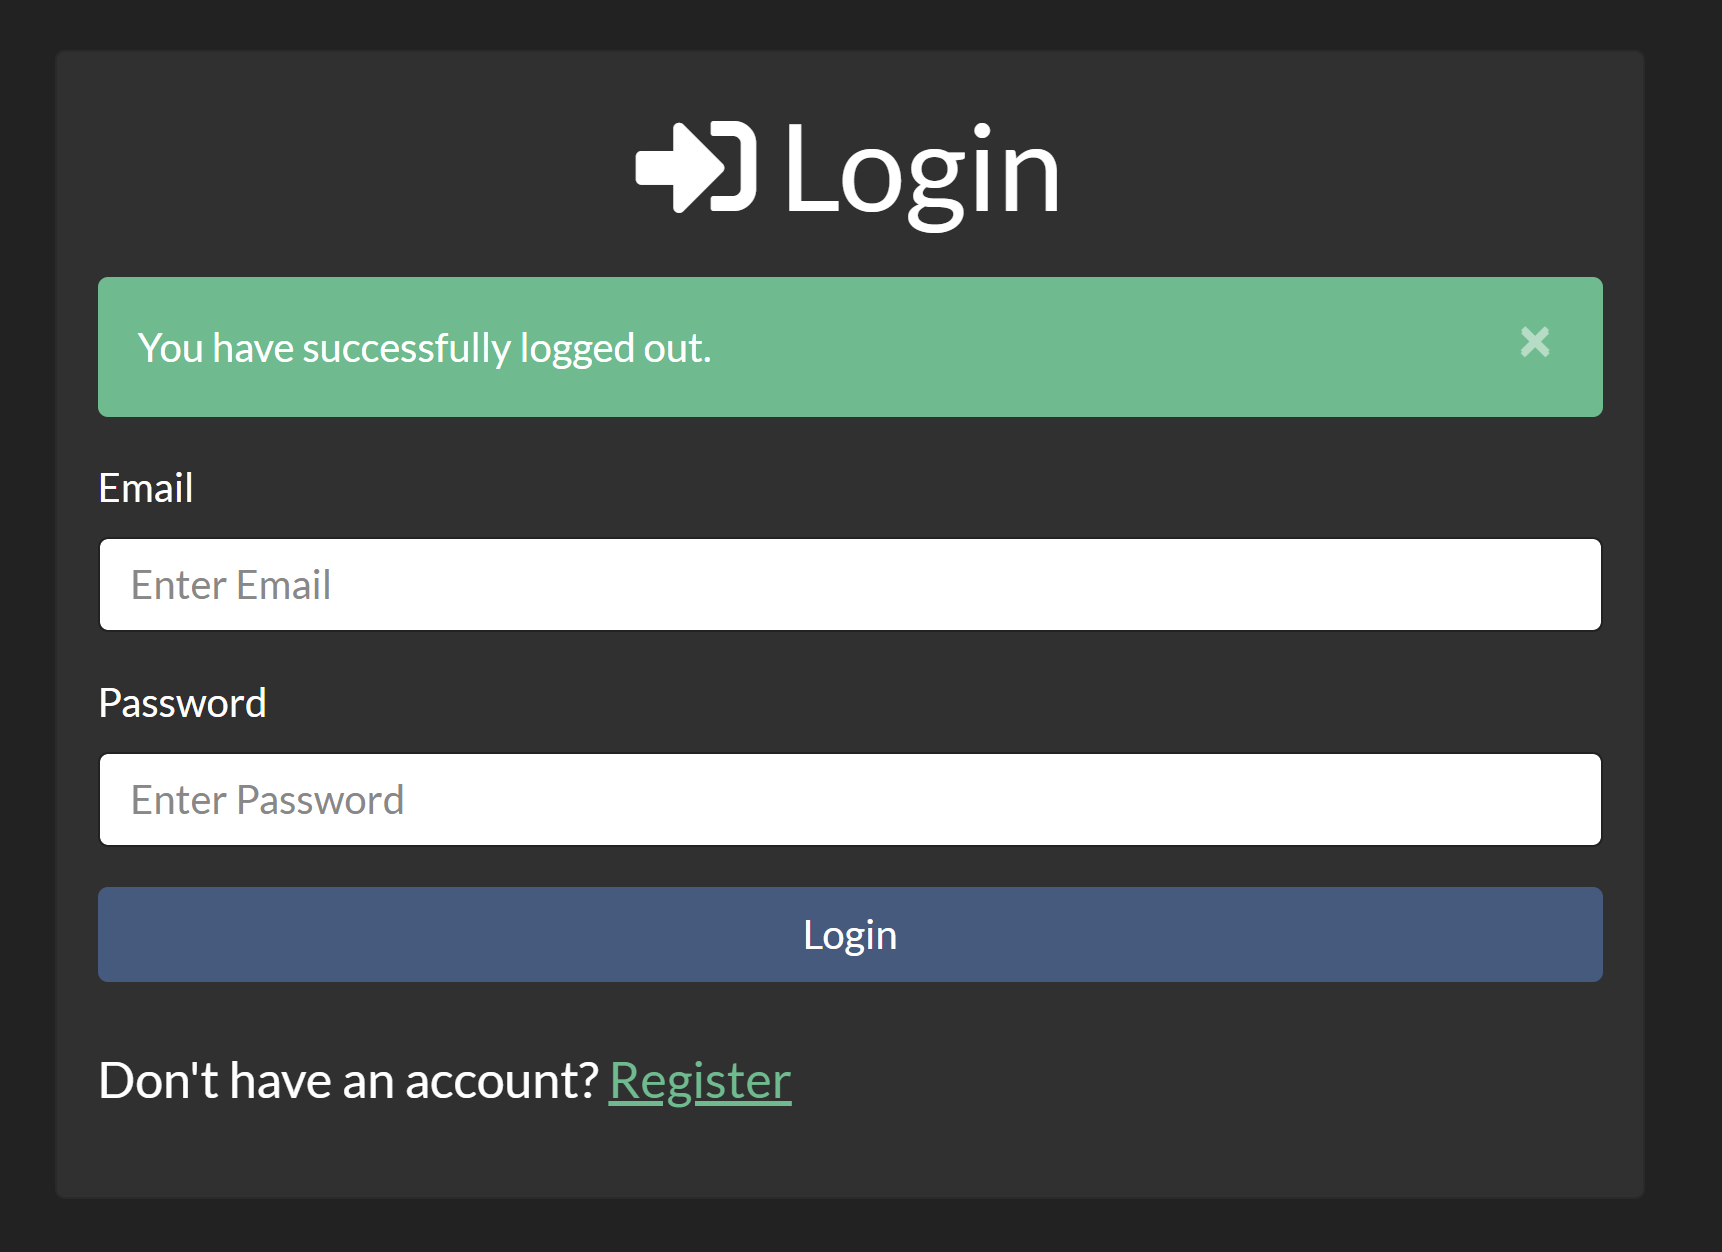 Login
You have successfully logged out.
Email
Enter Email
Password
Enter Password
Login
Don't have an account? Register